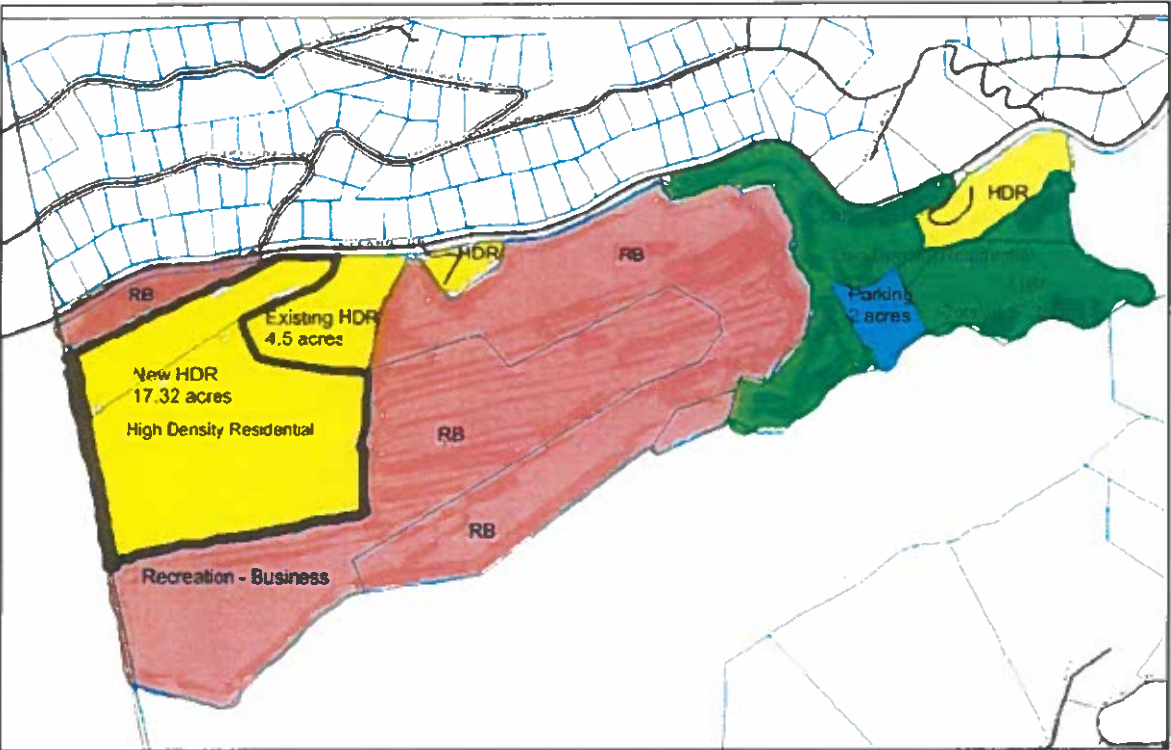 HDR
HDR
RB
RB
Parking
2 acres
Existing HDR
4.5 acres
New HDR
17.32 acres
High Density Residential
RB
RB
Recreation - Business